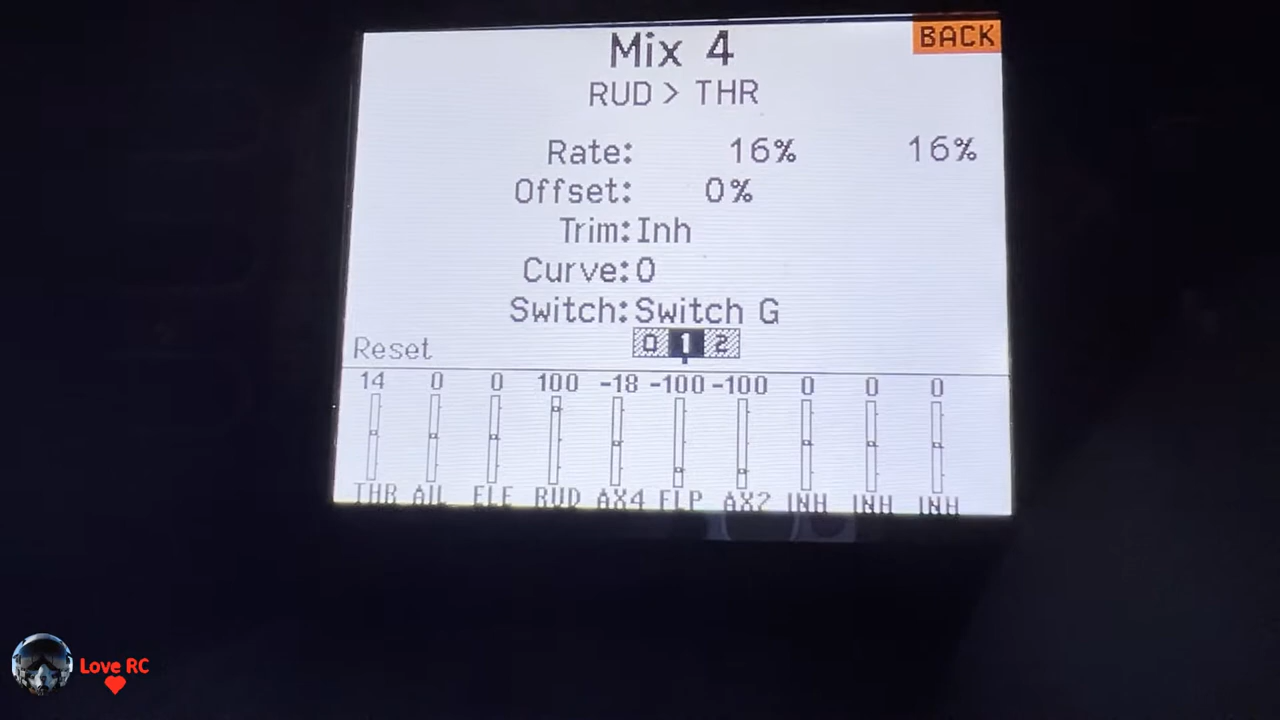 Mix 4
BACK
RUD > THR
Rate: 16% 16%
Offset: 0%
Trim: Inh
Curve: 0
Switch: Switch G
0 1 2
Reset
14 0 0 100 -18 -100 -100 0 0 0
THR AIL ELE RUD AX4 FLP AX2 INH INH INH
Love RC